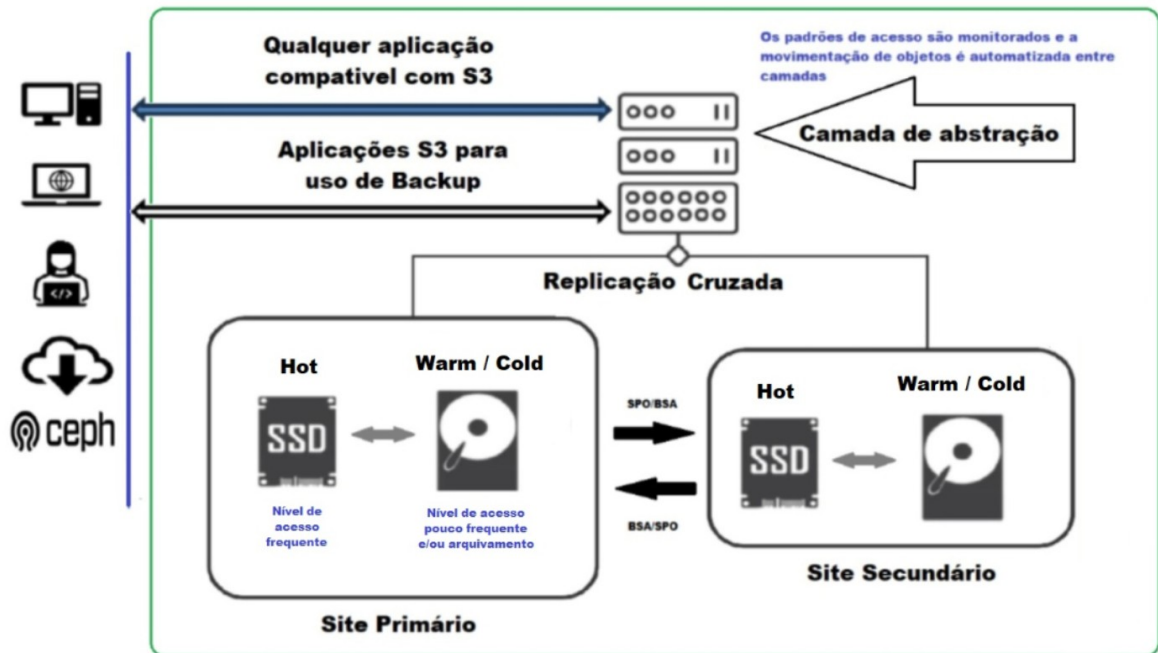 Qualquer aplicação
compativel com S3
Os padrões de acesso são monitorados e a
movimentação de objetos é automatizada entre
camadas
Camada de abstração
Aplicações S3 para
uso de Backup
Replicação Cruzada
ceph
Hot
Warm / Cold
SSD
Nível de
acesso
frequente
Nível de acesso
pouco frequente
e/ou arquivamento
SPO/BSA
BSA/SPO
Hot
Warm / Cold
SSD
Site Primário
Site Secundário